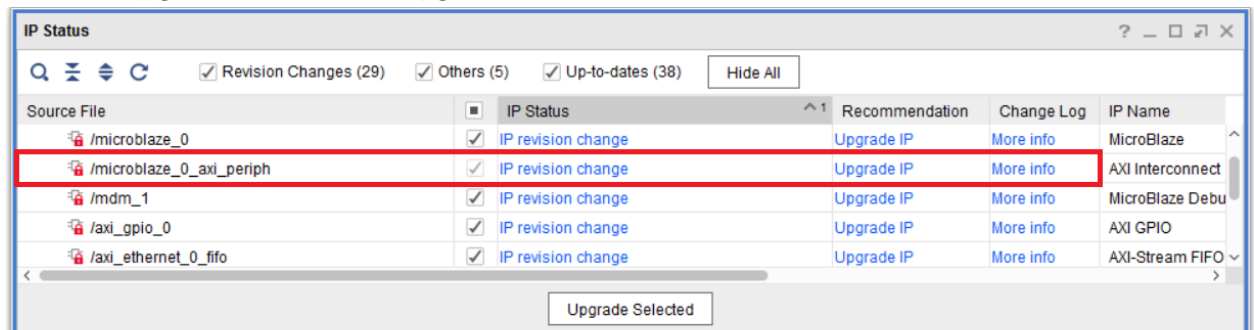 IP Status
? _
Revision Changes (29) Others (5) Up-to-dates (38) Hide All
Source File IP Status 1 Recommendation Change Log IP Name
/microblaze_0 IP revision change Upgrade IP More info MicroBlaze
/microblaze_0_axi_periph IP revision change Upgrade IP More info AXI Interconnect
/mdm_1 IP revision change Upgrade IP More info MicroBlaze Debu
/axi_gpio_0 IP revision change Upgrade IP More info AXI GPIO
/axi_ethernet_0_fifo IP revision change Upgrade IP More info AXI-Stream FIFO
Upgrade Selected